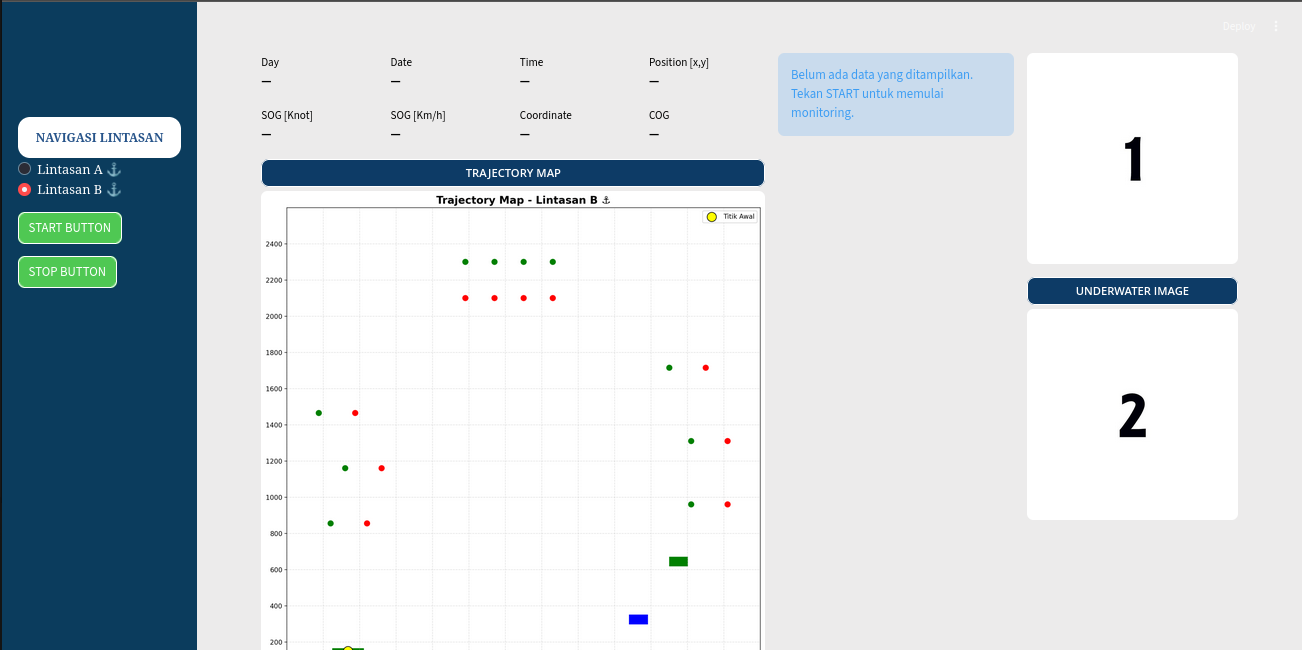 Deploy
NAVIGASI LINTASAN
Lintasan A ⚓
Lintasan B ⚓
START BUTTON
STOP BUTTON
Day
—
Date
—
Time
—
Position [x,y]
—
SOG [Knot]
—
SOG [Km/h]
—
Coordinate
—
COG
—
TRAJECTORY MAP
Trajectory Map - Lintasan B ⚓
Titik Awal
2400
2200
2000
1800
1600
1400
1200
1000
800
600
400
200
Belum ada data yang ditampilkan.
Tekan START untuk memulai
monitoring.
1
UNDERWATER IMAGE
2